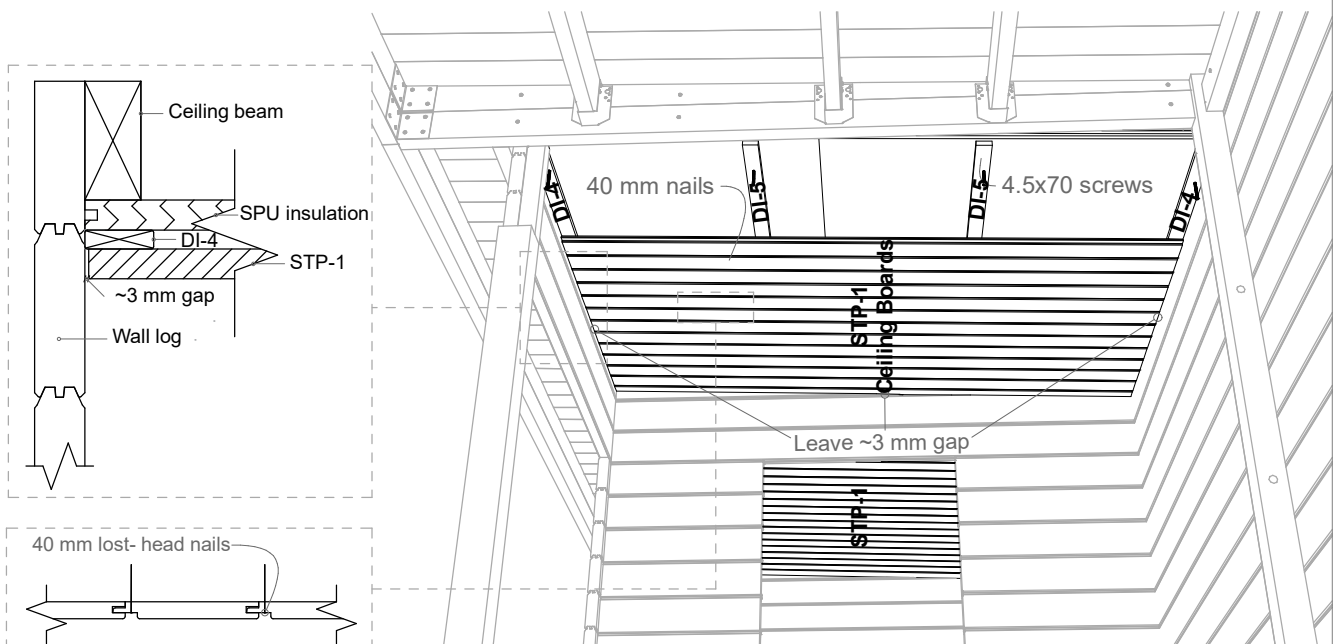 Ceiling beam
SPU insulation
DI-4
STP-1
~3 mm gap
Wall log
40 mm lost- head nails
40 mm nails
4.5x70 screws
DI-4
DI-5
DI-5
DI-4
STP-1
Ceiling Boards
Leave ~3 mm gap
STP-1